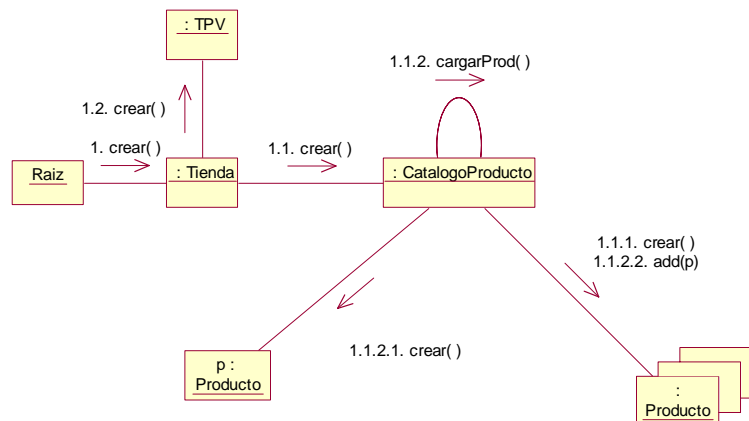 : TPV
1.1.2. cargarProd( )
1.2. crear( )
1. crear( )
1.1. crear( )
Raiz
: Tienda
: CatalogoProducto
1.1.1. crear( )
1.1.2.2. add(p)
1.1.2.1. crear( )
p :
Producto
:
Producto